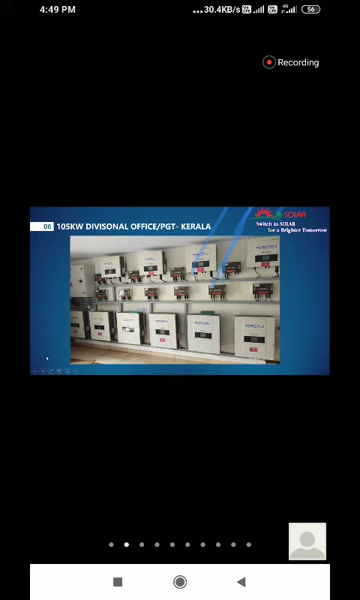 4:49 PM
...30.4KB/s
56
Recording
SOLAR
Switch to SOLAR
for a Brighter Tomorrow
06 105KW DIVISONAL OFFICE/PGT- KERALA